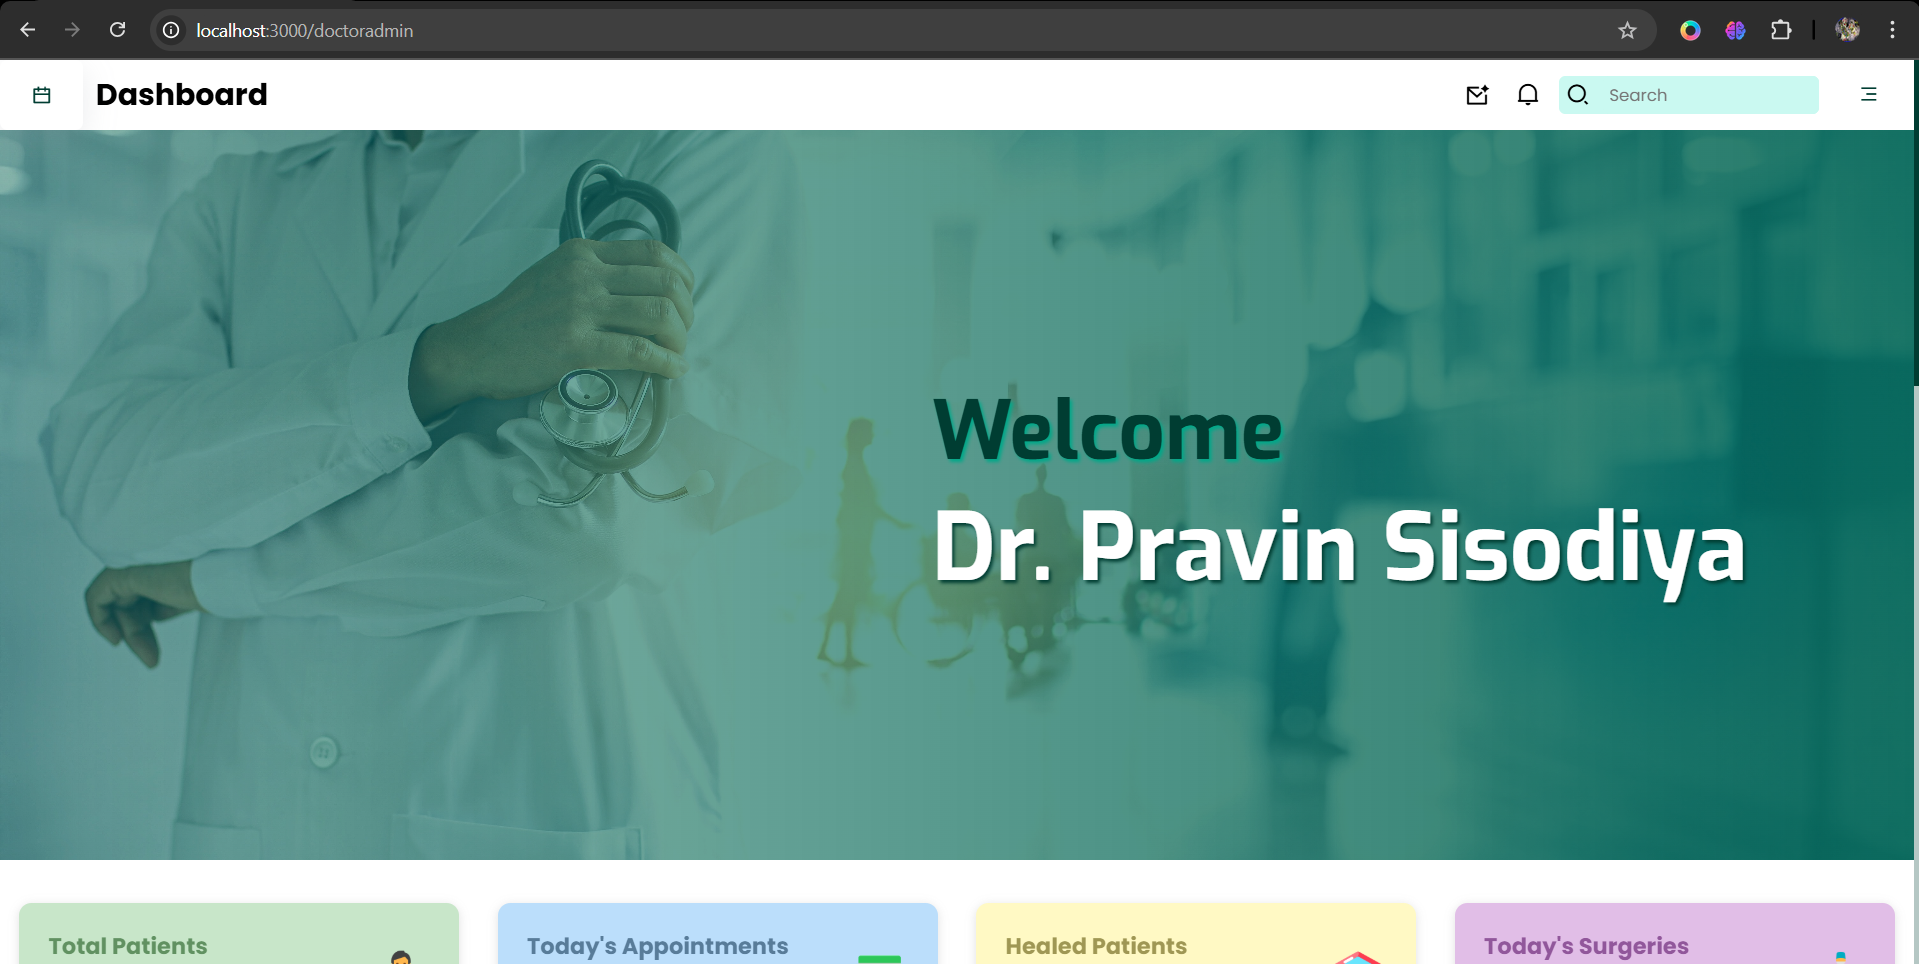 localhost:3000/doctoradmin
Dashboard
Search
Welcome
Dr. Pravin Sisodiya
Total Patients
Today's Appointments
Healed Patients
Today's Surgeries